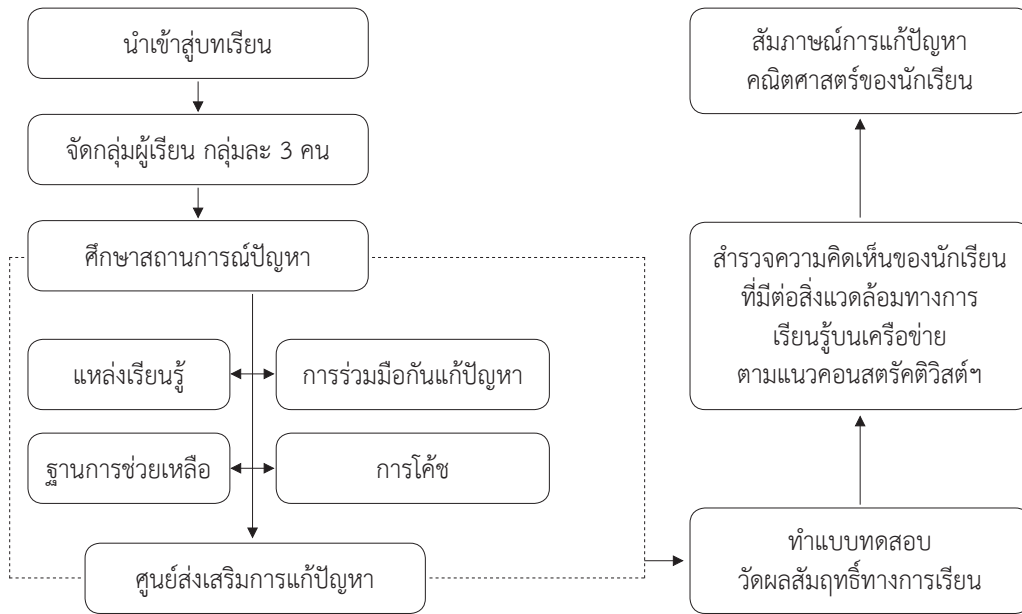 นำเข้าสู่บทเรียน
จัดกลุ่มผู้เรียน กลุ่มละ 3 คน
ศึกษาสถานการณ์ปัญหา
แหล่งเรียนรู้
การร่วมมือกันแก้ปัญหา
ฐานการช่วยเหลือ
การโค้ช
ศูนย์ส่งเสริมการแก้ปัญหา
ทำแบบทดสอบ
วัดผลสัมฤทธิ์ทางการเรียน
สำรวจความคิดเห็นของนักเรียน
ที่มีต่อสิ่งแวดล้อมทางการ
เรียนรู้บนเครือข่าย
ตามแนวคอนสตรัคติวิสต์ฯ
สัมภาษณ์การแก้ปัญหา
คณิตศาสตร์ของนักเรียน